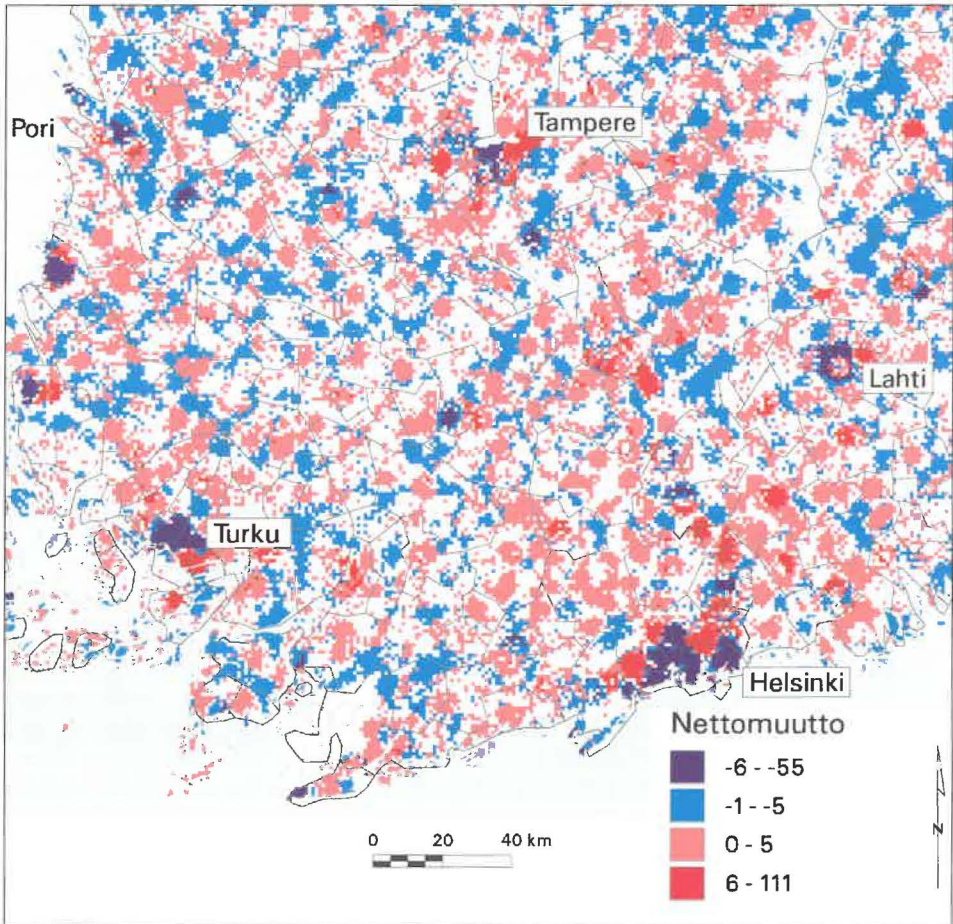 Pori
Tampere
Lahti
Turku
Helsinki
Nettomuutto
-6 - -55
-1 - -5
0 - 5
6 - 111
0 20 40 km
N